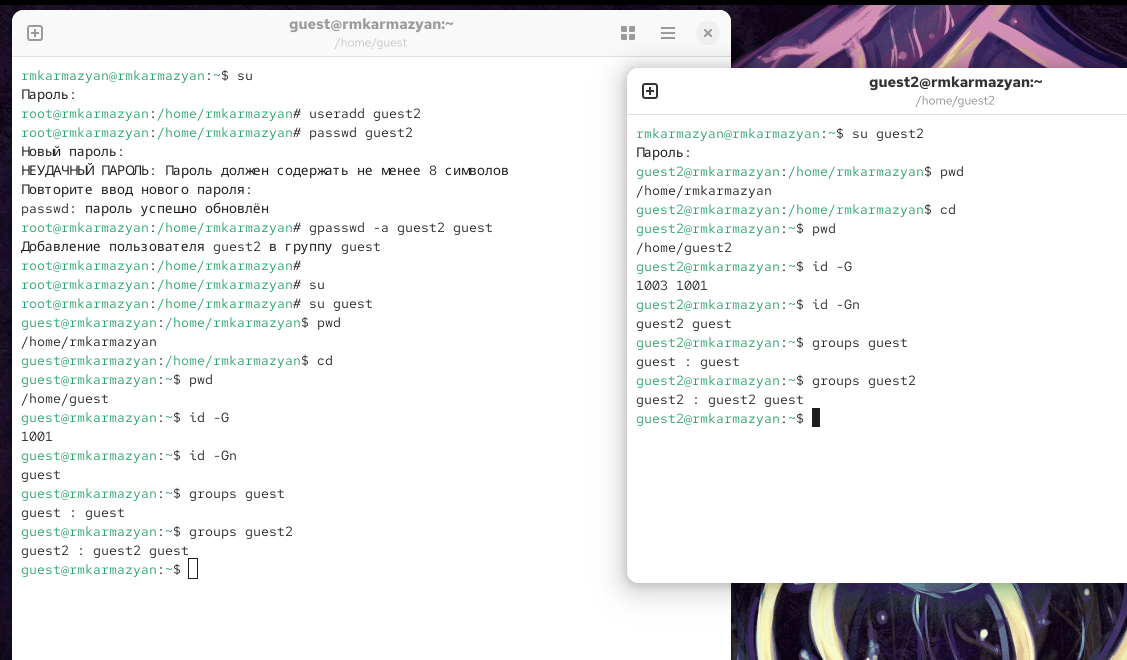 guest@rmkarmazyan:~
/home/guest
rmkarmazyan@rmkarmazyan:~$ su
Пароль:
root@rmkarmazyan:/home/rmkarmazyan# useradd guest2
root@rmkarmazyan:/home/rmkarmazyan# passwd guest2
Новый пароль:
НЕУДАЧНЫЙ ПАРОЛЬ: Пароль должен содержать не менее 8 символов
Повторите ввод нового пароля:
passwd: пароль успешно обновлён
root@rmkarmazyan:/home/rmkarmazyan# gpasswd -a guest2 guest
Добавление пользователя guest2 в группу guest
root@rmkarmazyan:/home/rmkarmazyan#
root@rmkarmazyan:/home/rmkarmazyan# su
root@rmkarmazyan:/home/rmkarmazyan# su guest
guest@rmkarmazyan:/home/rmkarmazyan$ pwd
/home/rmkarmazyan
guest@rmkarmazyan:/home/rmkarmazyan$ cd
guest@rmkarmazyan:~$ pwd
/home/guest
guest@rmkarmazyan:~$ id -G
1001
guest@rmkarmazyan:~$ id -Gn
guest
guest@rmkarmazyan:~$ groups guest
guest : guest
guest@rmkarmazyan:~$ groups guest2
guest2 : guest2 guest
guest@rmkarmazyan:~$
guest2@rmkarmazyan:~
/home/guest2
rmkarmazyan@rmkarmazyan:~$ su guest2
Пароль:
guest2@rmkarmazyan:/home/rmkarmazyan$ pwd
/home/rmkarmazyan
guest2@rmkarmazyan:/home/rmkarmazyan$ cd
guest2@rmkarmazyan:~$ pwd
/home/guest2
guest2@rmkarmazyan:~$ id -G
1003 1001
guest2@rmkarmazyan:~$ id -Gn
guest2 guest
guest2@rmkarmazyan:~$ groups guest
guest : guest
guest2@rmkarmazyan:~$ groups guest2
guest2 : guest2 guest
guest2@rmkarmazyan:~$